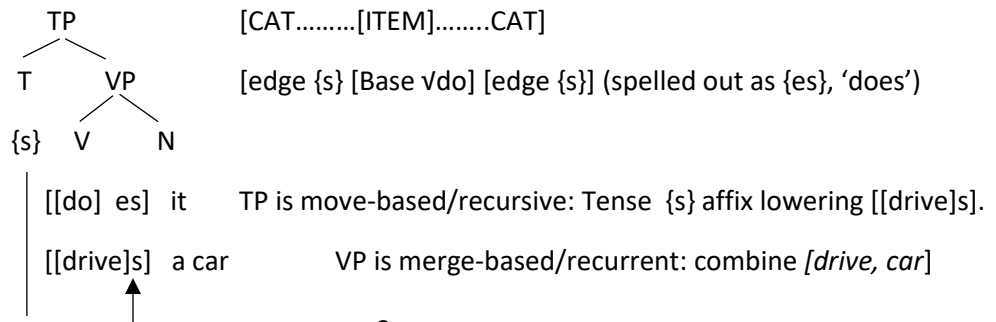 TP [CAT………[ITEM]……..CAT]
T VP [edge {s} [Base √do] [edge {s}] (spelled out as {es}, ‘does’)
{s} V N
[[do] es] it TP is move-based/recursive: Tense {s} affix lowering [[drive]s].
[[drive]s] a car VP is merge-based/recurrent: combine [drive, car]